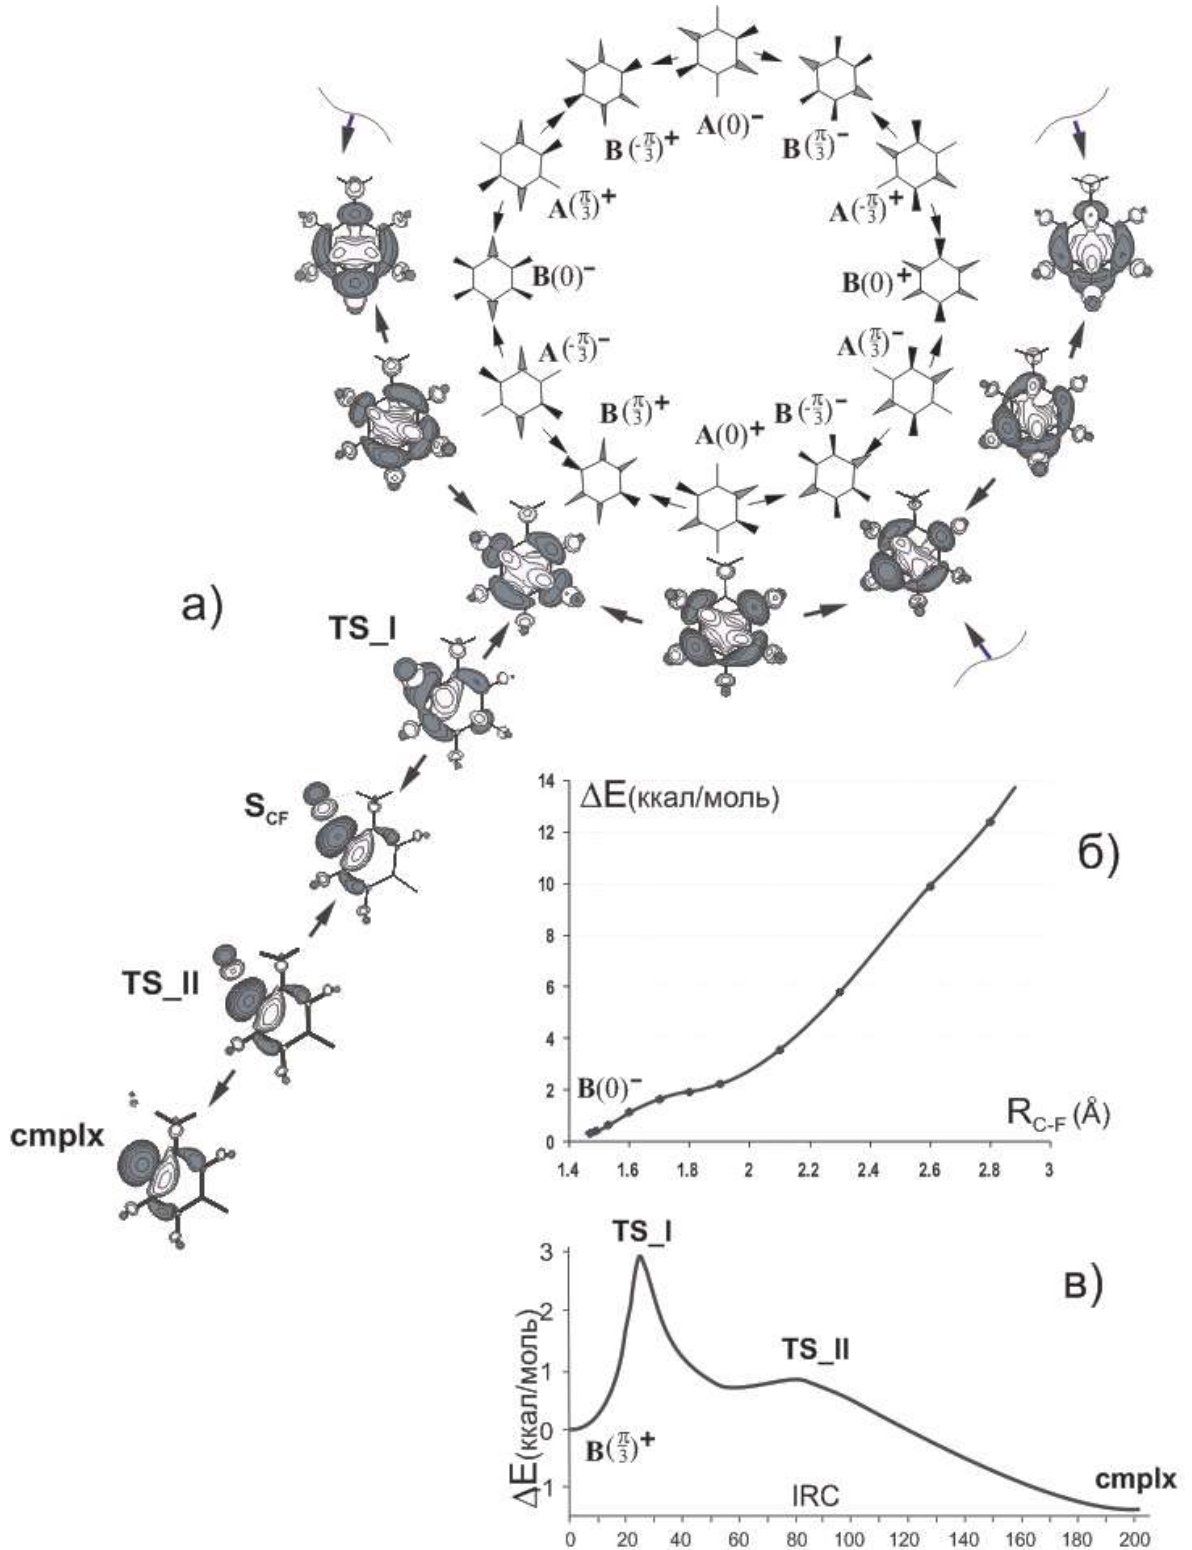 A(0)−
B(-π/3)+
B(π/3)−
A(π/3)+
A(-π/3)+
B(0)−
B(0)+
A(-π/3)−
A(π/3)−
B(π/3)+
A(0)+
B(-π/3)−
а)
TS_I
S_CF
TS_II
cmplx
ΔE(ккал/моль)
б)
14
12
10
8
6
4
2
0
B(0)−
R_C-F (Å)
1.4 1.6 1.8 2 2.2 2.4 2.6 2.8 3
TS_I
в)
TS_II
ΔE(ккал/моль)
3
2
1
0
-1
B(π/3)+
cmplx
IRC
0 20 40 60 80 100 120 140 160 180 200